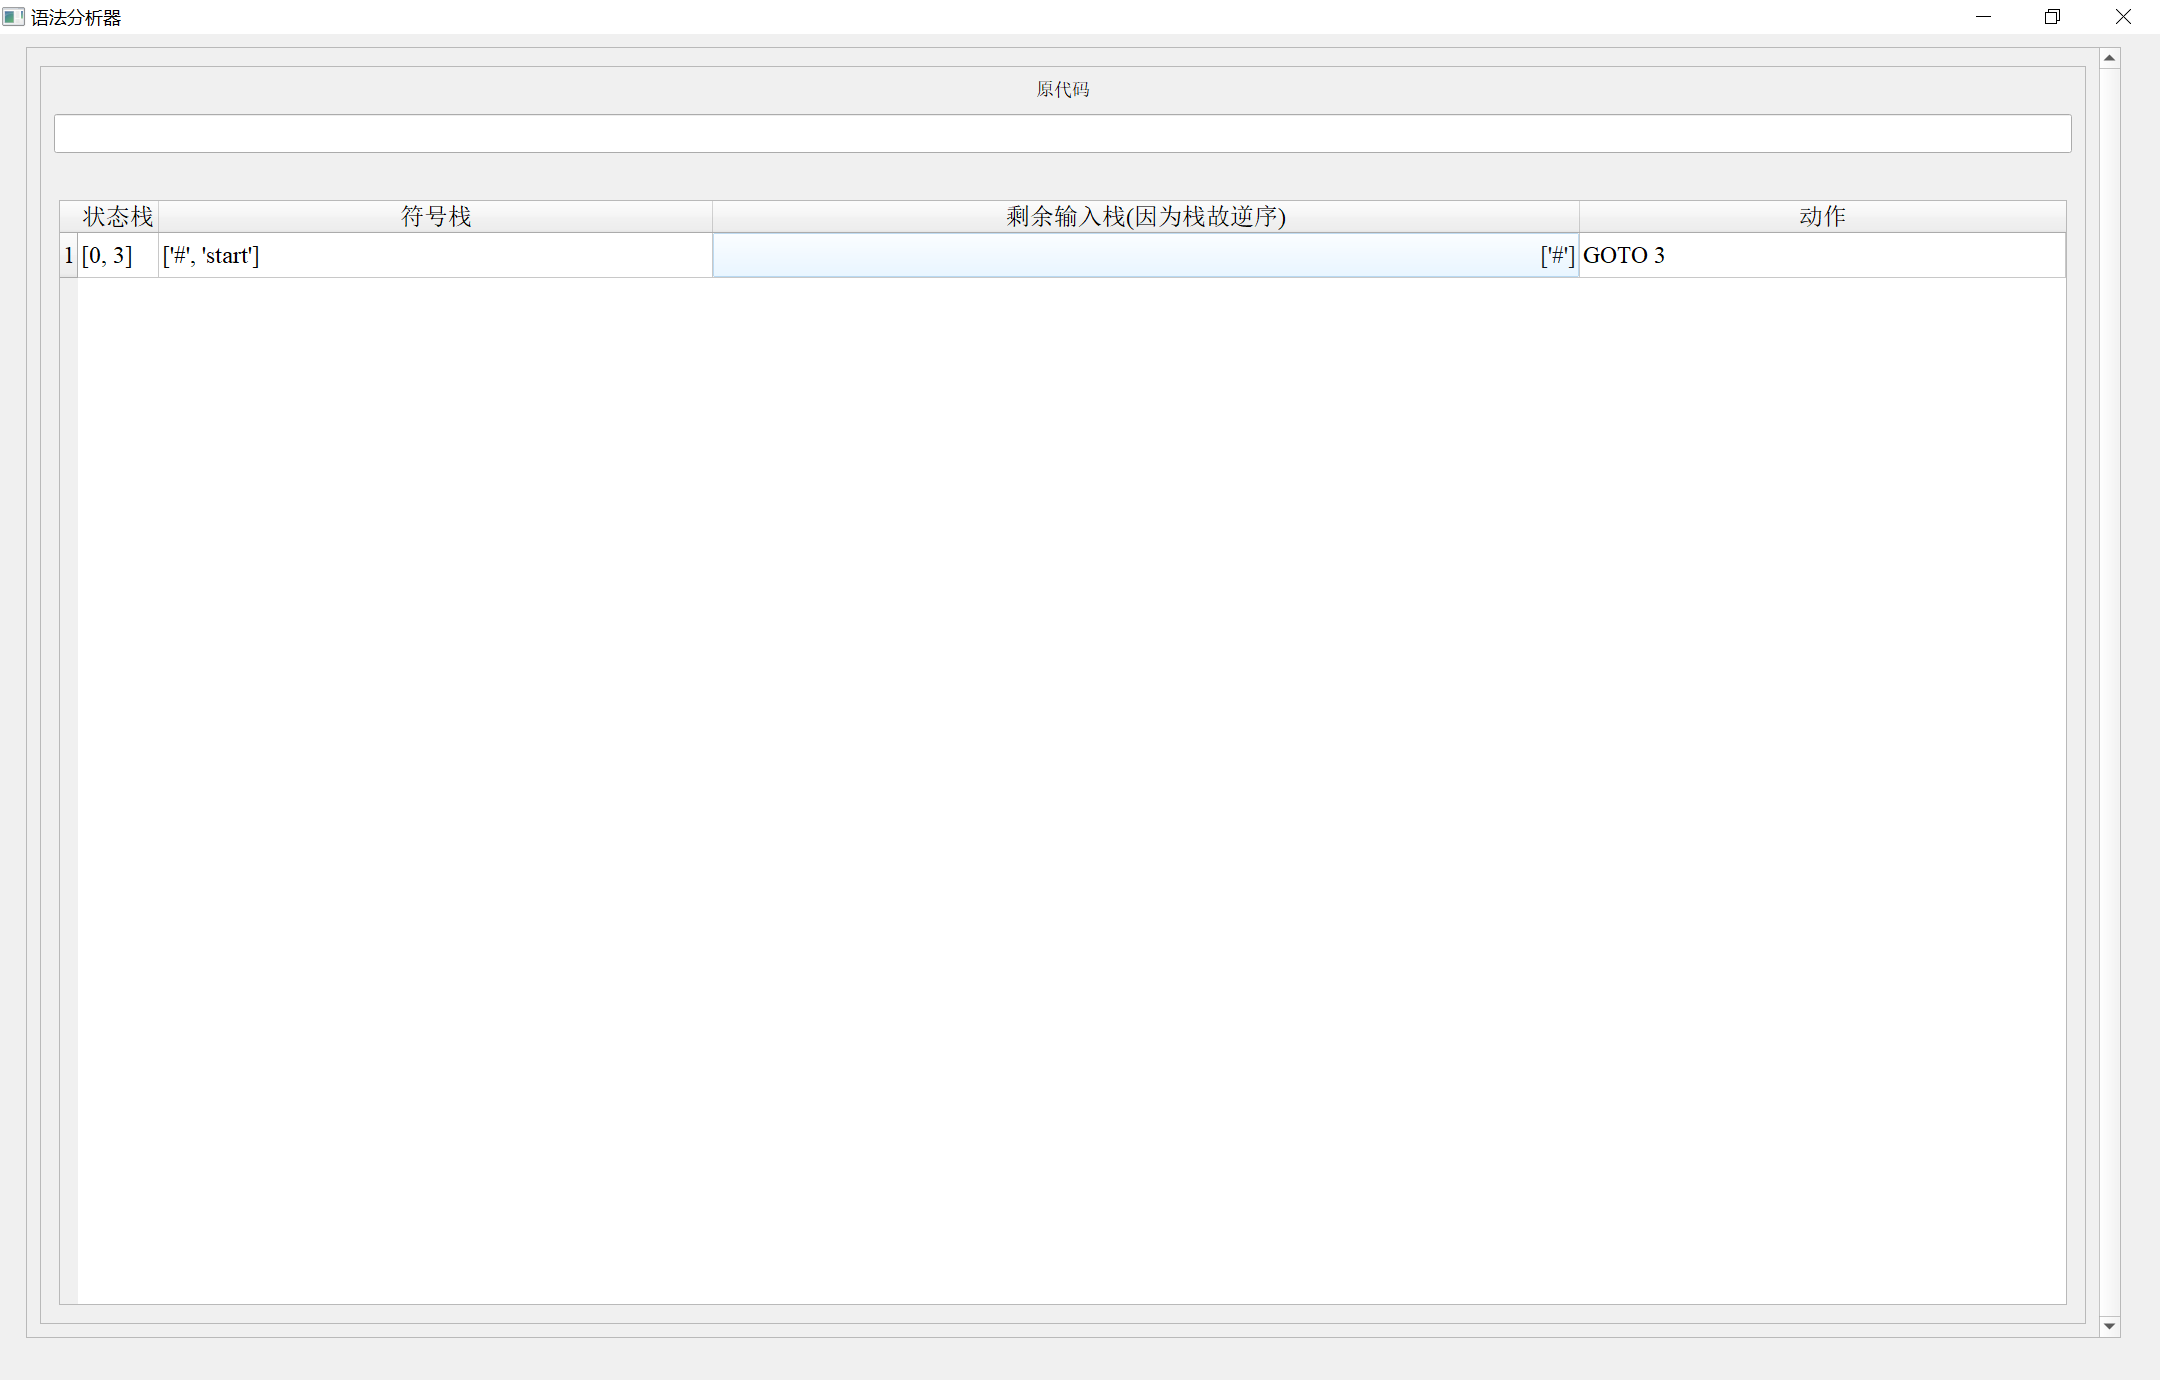 语法分析器
原代码
状态栈 符号栈 剩余输入栈(因为栈故逆序) 动作
1 [0, 3] ['#', 'start'] ['#'] GOTO 3